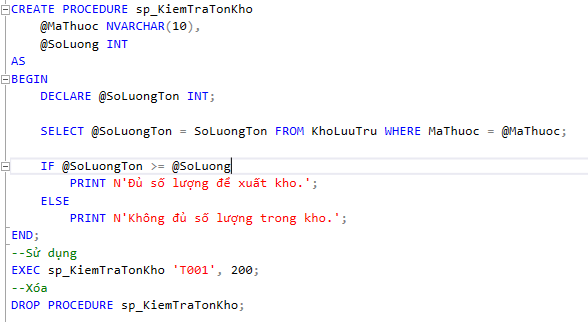 CREATE PROCEDURE sp_KiemTraTonKho
    @MaThuoc NVARCHAR(10),
    @SoLuong INT
AS
BEGIN
    DECLARE @SoLuongTon INT;

    SELECT @SoLuongTon = SoLuongTon FROM KhoLuuTru WHERE MaThuoc = @MaThuoc;

    IF @SoLuongTon >= @SoLuong
        PRINT N'Đủ số lượng để xuất kho.';
    ELSE
        PRINT N'Không đủ số lượng trong kho.';
END;
--Sử dụng
EXEC sp_KiemTraTonKho 'T001', 200;
--Xóa
DROP PROCEDURE sp_KiemTraTonKho;